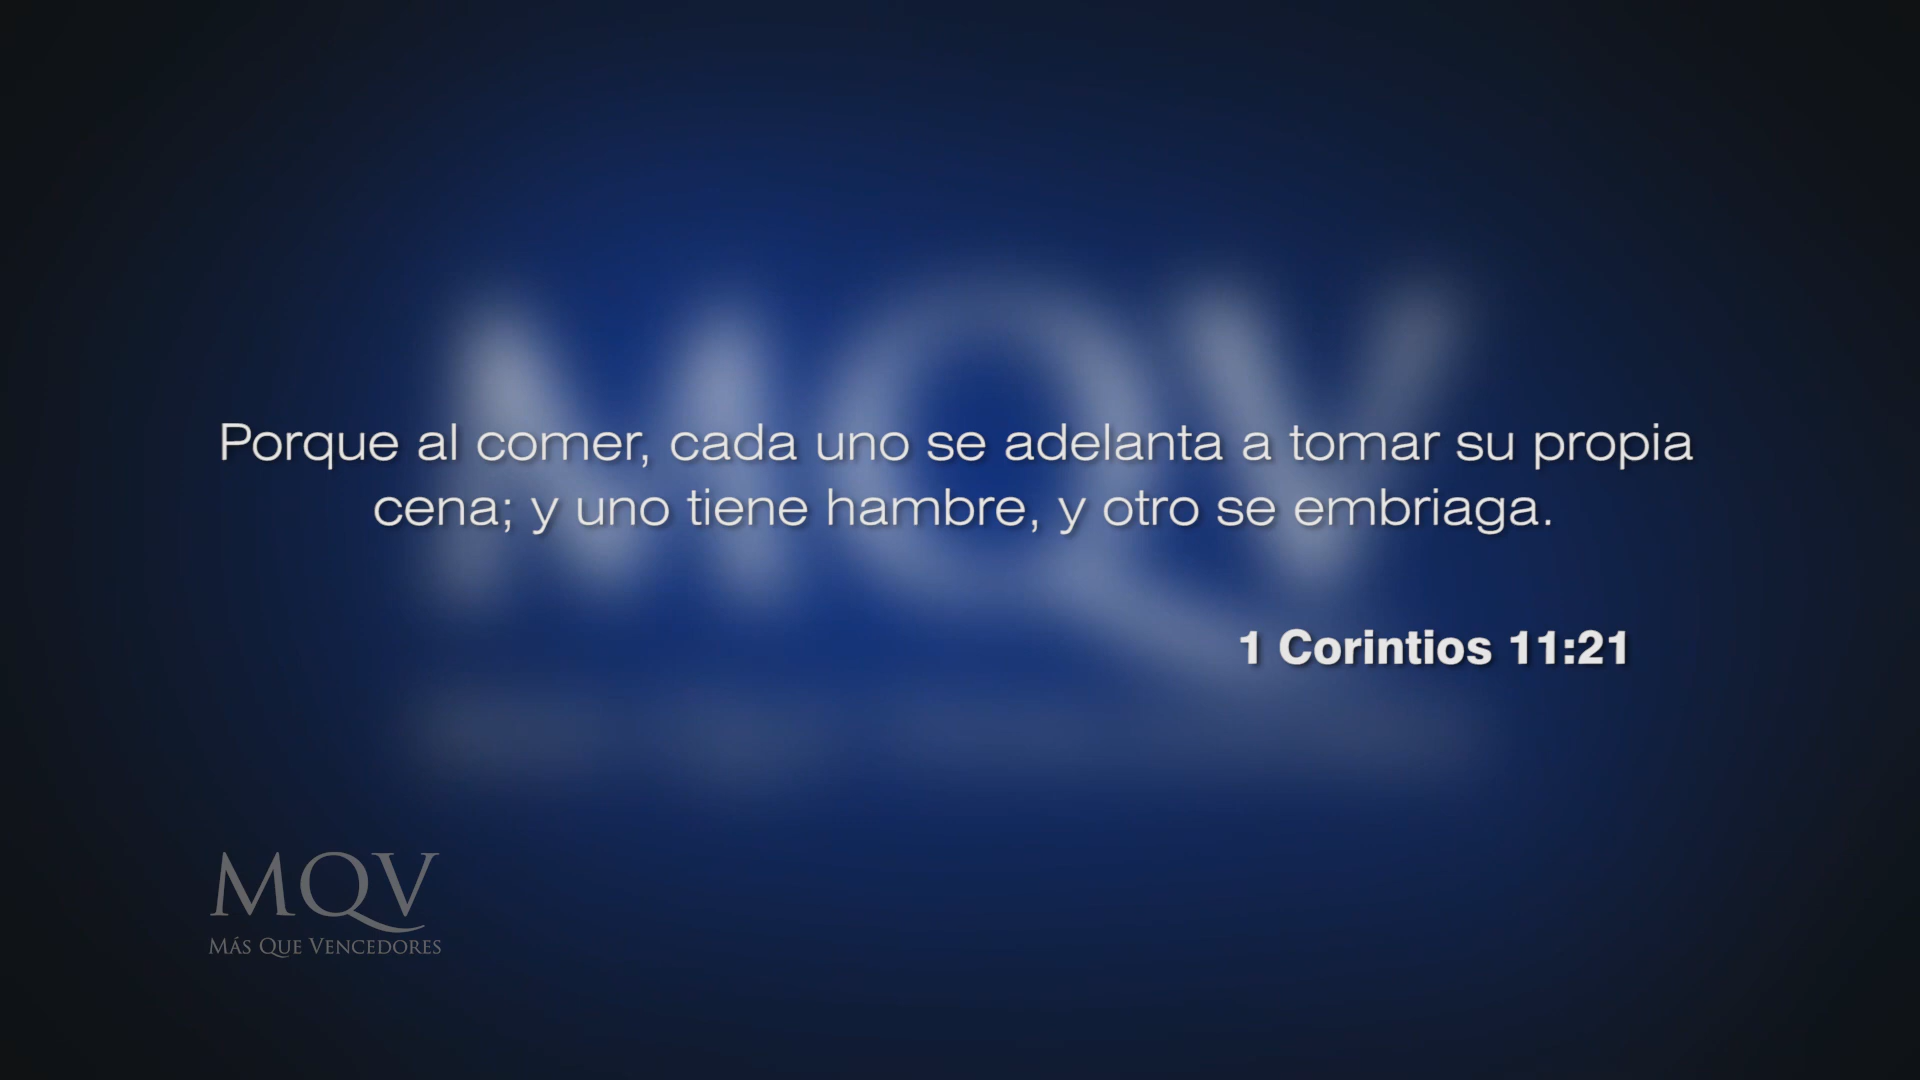 MQV
Porque al comer, cada uno se adelanta a tomar su propia
cena; y uno tiene hambre, y otro se embriaga.
1 Corintios 11:21
MQV
MÁS QUE VENCEDORES